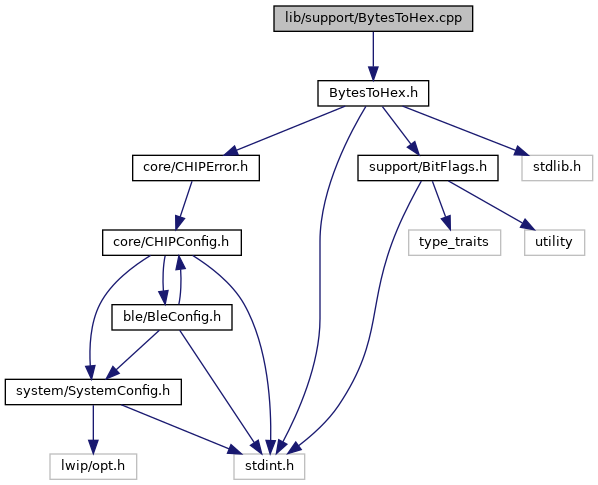 lib/support/BytesToHex.cpp
BytesToHex.h
core/CHIPError.h
support/BitFlags.h
stdlib.h
core/CHIPConfig.h
type_traits
utility
ble/BleConfig.h
system/SystemConfig.h
lwip/opt.h
stdint.h